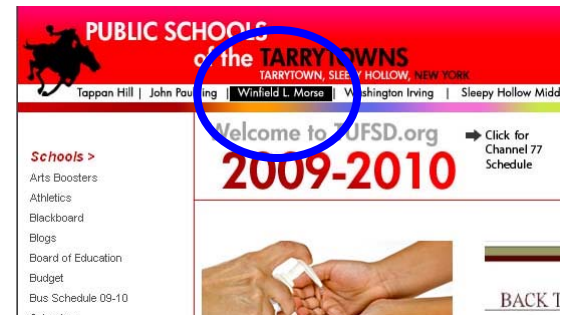 PUBLIC SCHOOLS
of the TARRYTOWNS
TARRYTOWN, SLEEPY HOLLOW, NEW YORK
Tappan Hill | John Paulding | Winfield L. Morse | Washington Irving | Sleepy Hollow Midd
Welcome to TUFSD.org
2009-2010
Click for
Channel 77
Schedule
Schools >
Arts Boosters
Athletics
Blackboard
Blogs
Board of Education
Budget
Bus Schedule 09-10
BACK T